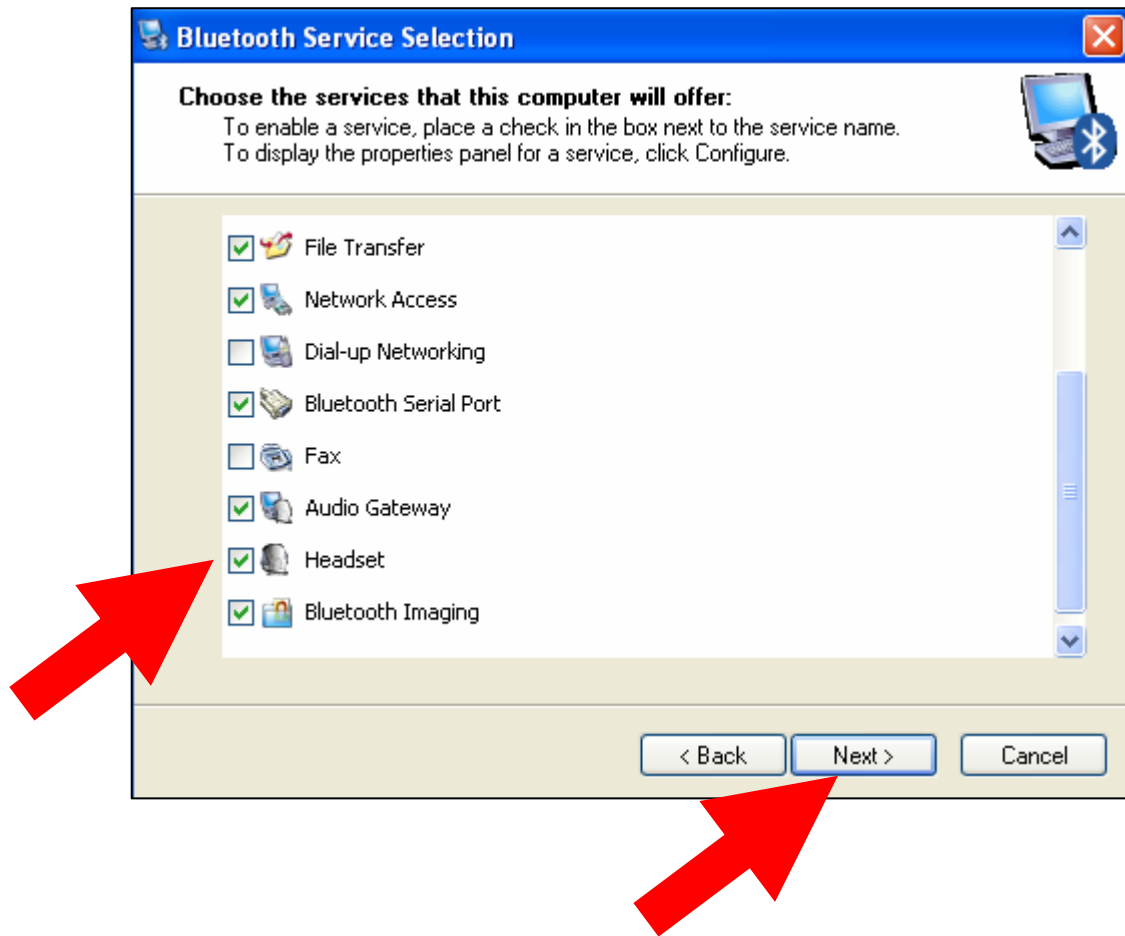 Bluetooth Service Selection
Choose the services that this computer will offer:
To enable a service, place a check in the box next to the service name.
To display the properties panel for a service, click Configure.
File Transfer
Network Access
Dial-up Networking
Bluetooth Serial Port
Fax
Audio Gateway
Headset
Bluetooth Imaging
< Back
Next >
Cancel